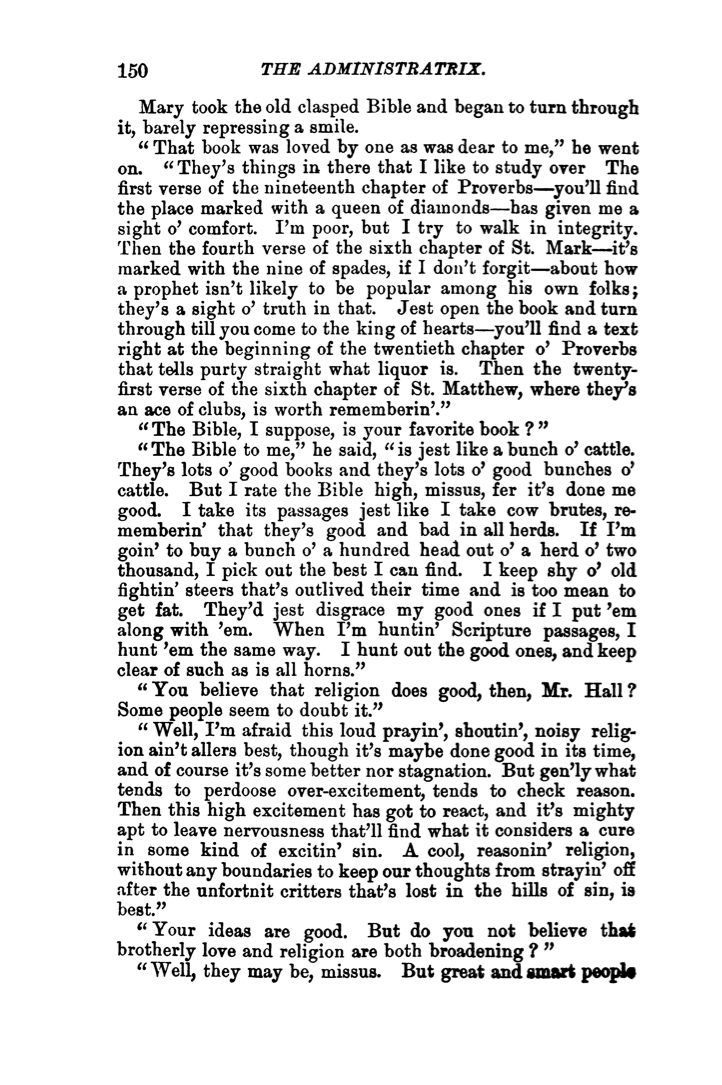 150 THE ADMINISTRATRIX.
Mary took the old clasped Bible and began to turn through
it, barely repressing a smile.
“That book was loved by one as was dear to me,” he went
on. “They’s things in there that I like to study over The
first verse of the nineteenth chapter of Proverbs—you’ll find
the place marked with a queen of diamonds—has given me a
sight o’ comfort. I’m poor, but I try to walk in integrity.
Then the fourth verse of the sixth chapter of St. Mark—it’s
marked with the nine of spades, if I don’t forgit—about how
a prophet isn’t likely to be popular among his own folks;
they’s a sight o’ truth in that. Jest open the book and turn
through till you come to the king of hearts—you’ll find a text
right at the beginning of the twentieth chapter o’ Proverbs
that tells purty straight what liquor is. Then the twenty-
first verse of the sixth chapter of St. Matthew, where they’s
an ace of clubs, is worth rememberin’.”
“The Bible, I suppose, is your favorite book?”
“The Bible to me,” he said, “is jest like a bunch o’ cattle.
They’s lots o’ good books and they’s lots o’ good bunches o’
cattle. But I rate the Bible high, missus, fer it’s done me
good. I take its passages jest like I take cow brutes, re-
memberin’ that they’s good and bad in all herds. If I’m
goin’ to buy a bunch o’ a hundred head out o’ a herd o’ two
thousand, I pick out the best I can find. I keep shy o’ old
fightin’ steers that’s outlived their time and is too mean to
get fat. They’d jest disgrace my good ones if I put ’em
along with ’em. When I’m huntin’ Scripture passages, I
hunt ’em the same way. I hunt out the good ones, and keep
clear of such as is all horns.”
“You believe that religion does good, then, Mr. Hall?
Some people seem to doubt it.”
“Well, I’m afraid this loud prayin’, shoutin’, noisy relig-
ion ain’t allers best, though it’s maybe done good in its time,
and of course it’s some better nor stagnation. But gen’ly what
tends to perdoose over-excitement, tends to check reason.
Then this high excitement has got to react, and it’s mighty
apt to leave nervousness that’ll find what it considers a cure
in some kind of excitin’ sin. A cool, reasonin’ religion,
without any boundaries to keep our thoughts from strayin’ off
after the unfortnit critters that’s lost in the hills of sin, is
best.”
“Your ideas are good. But do you not believe that
brotherly love and religion are both broadening?”
“Well, they may be, missus. But great and smart people